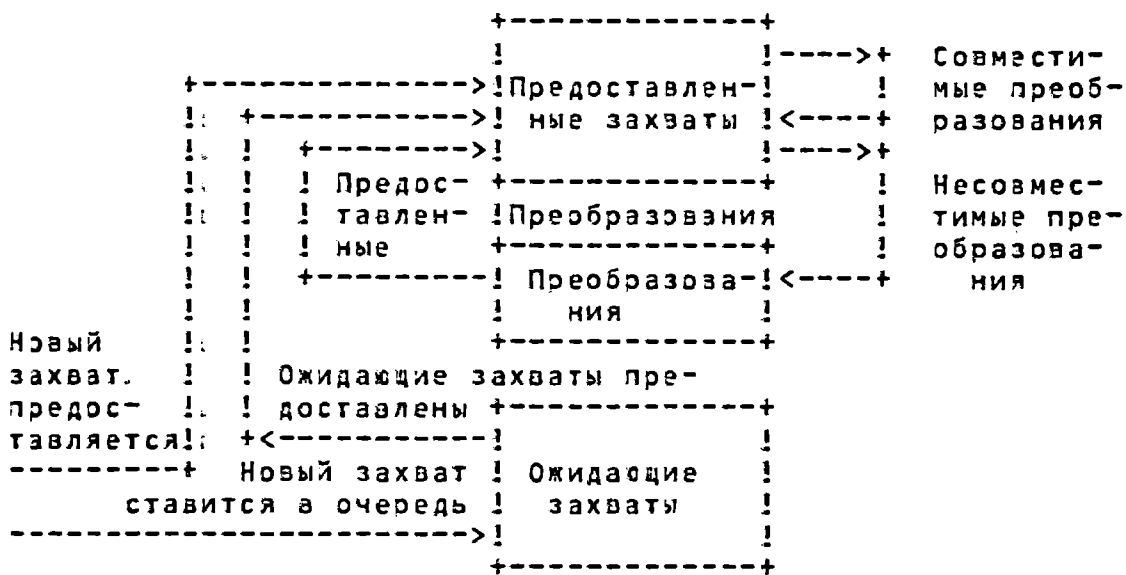 Совмести-
мые преоб-
разования
Предоставлен-
ные захваты
Предос-
тавлен-
ные
Преобразования
Преобразова-
ния
Несовмес-
тимые пре-
образова-
ния
Новый
захват.
предос-
тавляется
Ожидающие захваты пре-
доставлены
Новый захват
ставится в очередь
Ожидающие
захваты